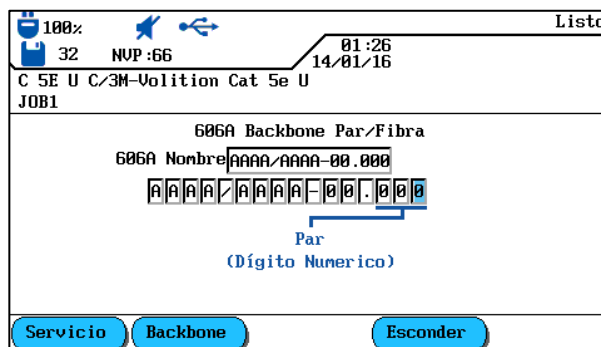 100% Listo
32 NVP:66 01:26
14/01/16
C 5E U C/3M-Volition Cat 5e U
JOB1
606A Backbone Par/Fibra
606A Nombre AAAA/AAAA-00.000
AAAA/AAAA-00.000
Par
(Dígito Numerico)
Servicio Backbone Esconder